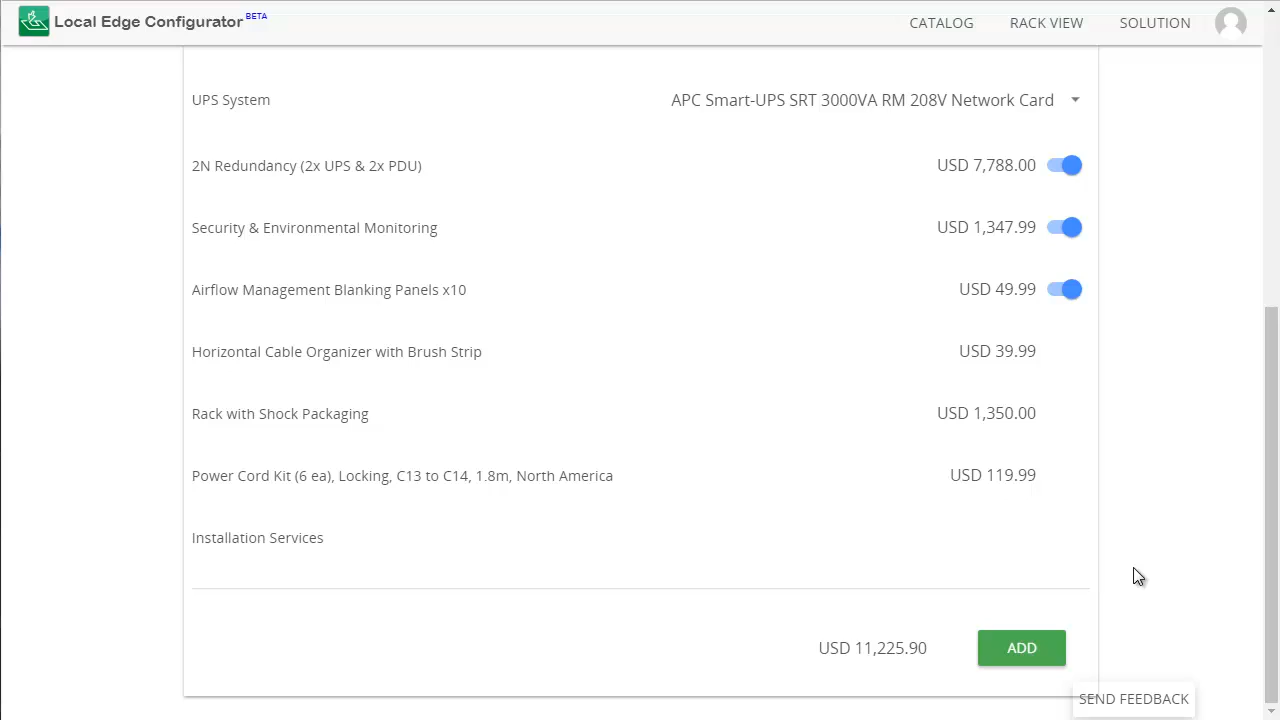 Local Edge Configurator BETA
CATALOG RACK VIEW SOLUTION
UPS System APC Smart-UPS SRT 3000VA RM 208V Network Card
2N Redundancy (2x UPS & 2x PDU) USD 7,788.00
Security & Environmental Monitoring USD 1,347.99
Airflow Management Blanking Panels x10 USD 49.99
Horizontal Cable Organizer with Brush Strip USD 39.99
Rack with Shock Packaging USD 1,350.00
Power Cord Kit (6 ea), Locking, C13 to C14, 1.8m, North America USD 119.99
Installation Services
USD 11,225.90 ADD
SEND FEEDBACK